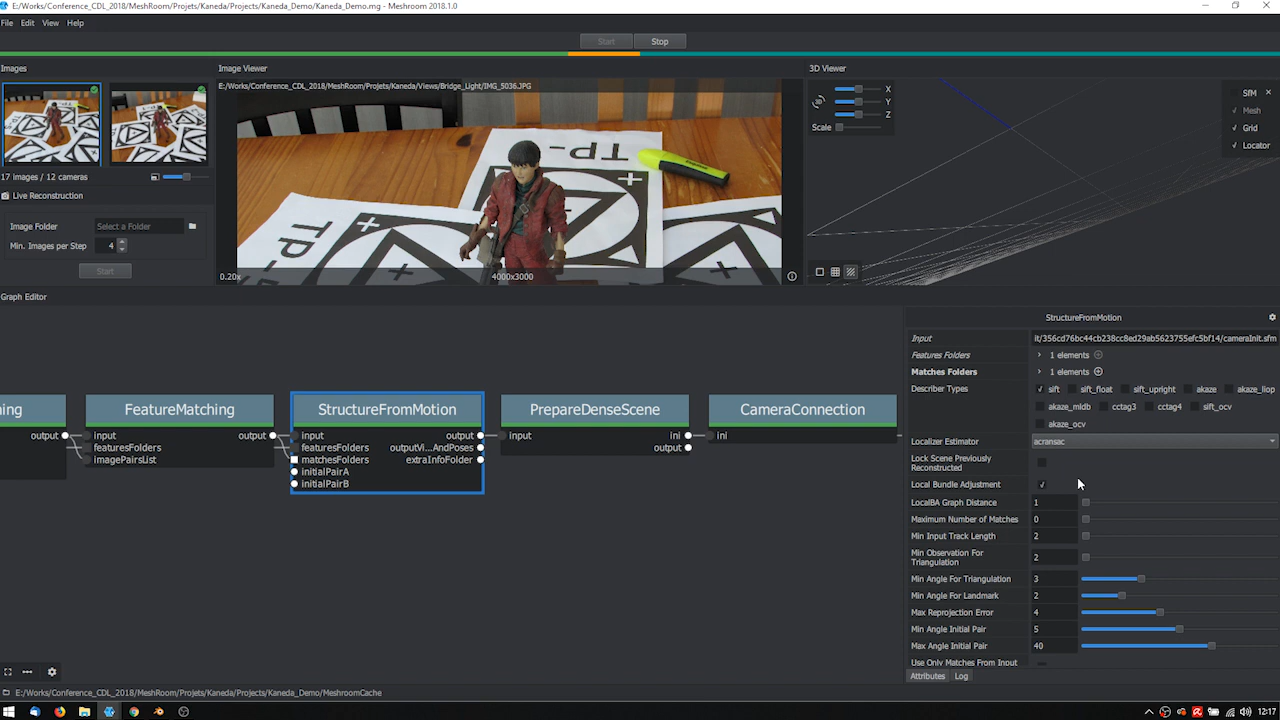 E:/Works/Conference_CDL_2018/MeshRoom/Projets/Kaneda/Projects/Kaneda_Demo/Kaneda_Demo.mg - Meshroom 2018.1.0
File Edit View Help
Start Stop
Images
Image Viewer
3D Viewer
E:/Works/Conference_CDL_2018/MeshRoom/Projets/Kaneda/Views/Bridge_Light/IMG_5036.JPG
X
Y
Z
Scale
SfM
Mesh
Grid
Locator
17 images / 12 cameras
Live Reconstruction
Image Folder Select a Folder
Min. Images per Step 4
Start
TP-
TP-
TP-
0.20x
4000x3000
Graph Editor
ing
output
FeatureMatching
input output
featuresFolders
imagePairsList
StructureFromMotion
input output
featuresFolders outputVi...AndPoses
matchesFolders extraInfoFolder
initialPairA
initialPairB
PrepareDenseScene
input ini
output
CameraConnection
ini
StructureFromMotion
Input it/356cd76bc44cb238cc8ed29ab5623755efc5bf14/cameraInit.sfm
Features Folders 1 elements
Matches Folders 1 elements
Describer Types sift sift_float sift_upright akaze akaze_liop
akaze_mldb cctag3 cctag4 sift_ocv
akaze_ocv
Localizer Estimator acransac
Lock Scene Previously
Reconstructed
Local Bundle Adjustment
LocalBA Graph Distance 1
Maximum Number of Matches 0
Min Input Track Length 2
Min Observation For
Triangulation 2
Min Angle For Triangulation 3
Min Angle For Landmark 2
Max Reprojection Error 4
Min Angle Initial Pair 5
Max Angle Initial Pair 40
Use Only Matches From Input
Attributes Log
E:/Works/Conference_CDL_2018/MeshRoom/Projets/Kaneda/Projects/Kaneda_Demo/MeshroomCache
12:17